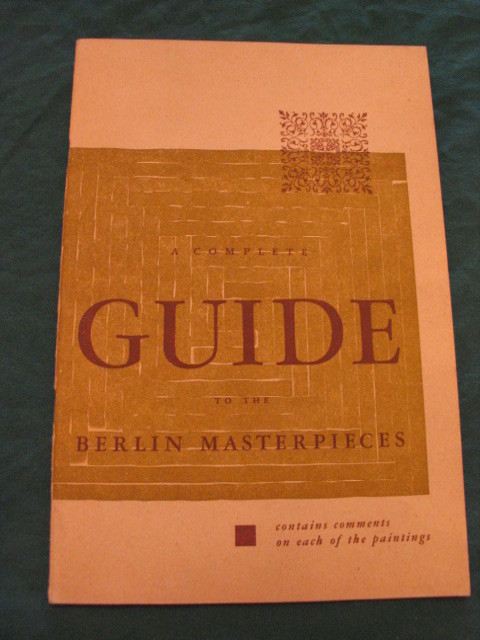 A COMPLETE
GUIDE
TO THE
BERLIN MASTERPIECES
contains comments
on each of the paintings